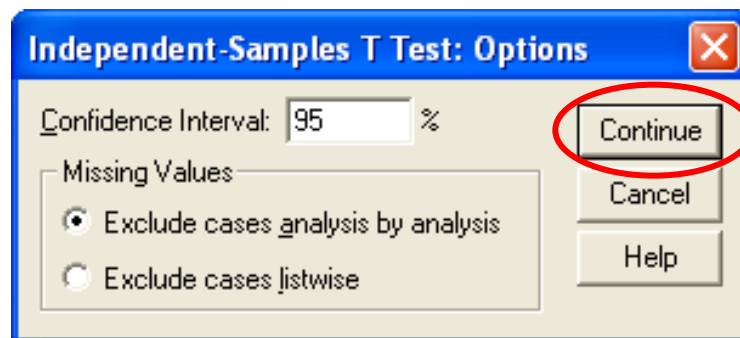 Independent-Samples T Test: Options
Confidence Interval: 95 %
Continue
Missing Values
Cancel
Exclude cases analysis by analysis
Help
Exclude cases listwise